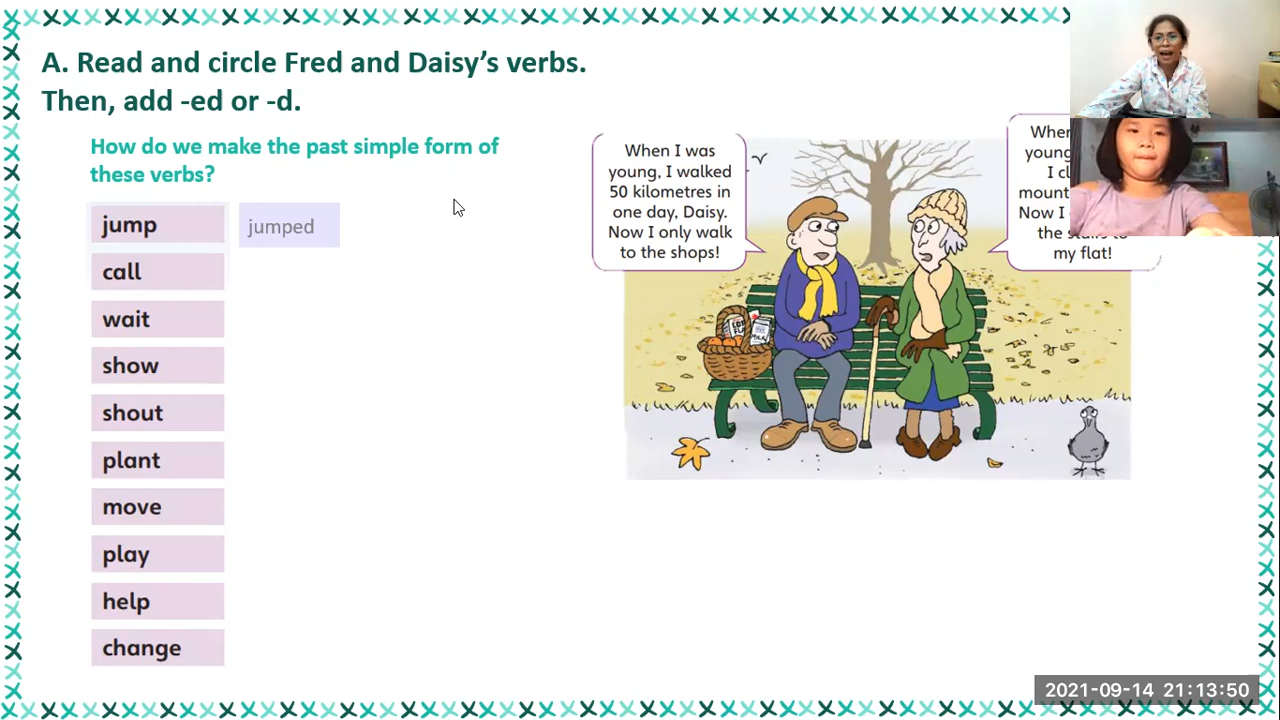 A. Read and circle Fred and Daisy's verbs.
Then, add -ed or -d.
How do we make the past simple form of
these verbs?
jump
jumped
call
wait
show
shout
plant
move
play
help
change
When I was
young, I walked
50 kilometres in
one day, Daisy.
Now I only walk
to the shops!
When
young
I
Now I
the stairs to
my flat!
2021-09-14 21:13:50